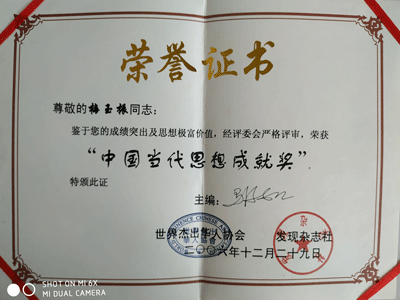 荣誉证书
尊敬的梅玉振同志:
鉴于您的成绩突出及思想极富价值,经评委会严格评审,荣获
“中国当代思想成就奖”.
特颁此证
主编:
世界杰出华人协会 发现杂志社
二〇〇六年十二月二十九日
SHOT ON MI 6X
MI DUAL CAMERA